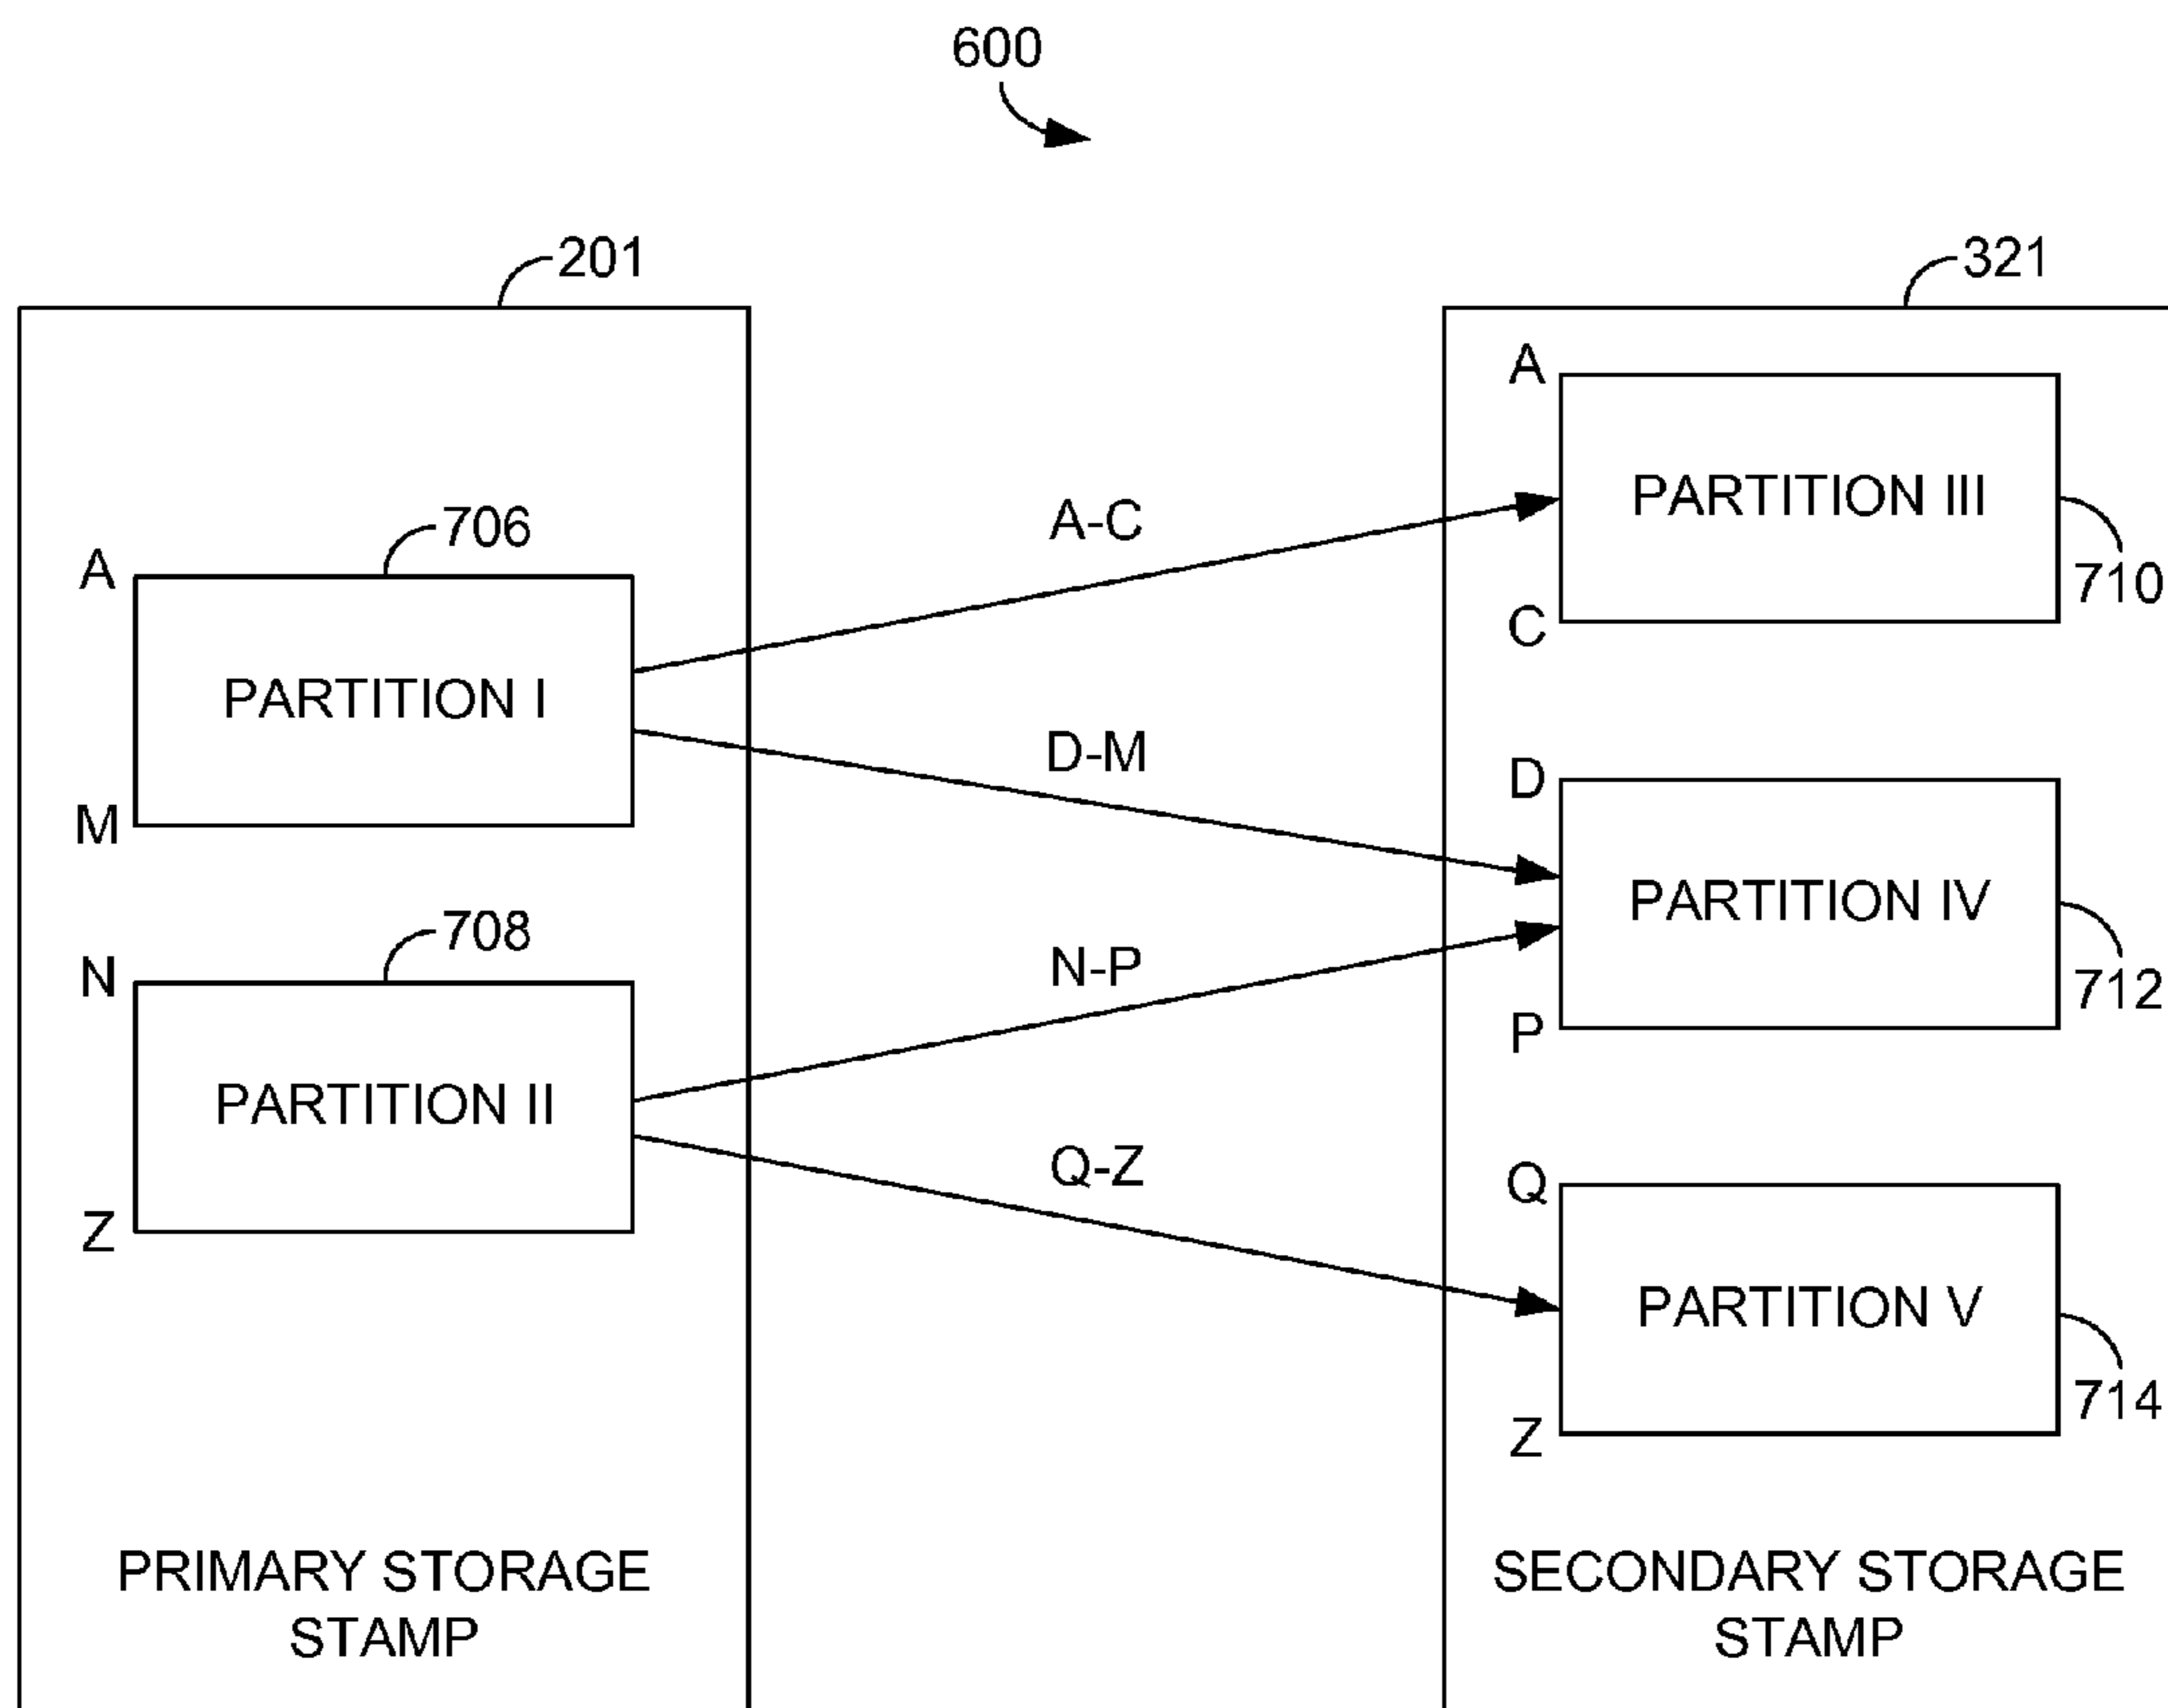 600
201
321
A
PARTITION III
710
C
A-C
706
A
PARTITION I
M
D-M
D
PARTITION IV
712
P
708
N
PARTITION II
Z
N-P
Q-Z
Q
PARTITION V
714
Z
PRIMARY STORAGE
STAMP
SECONDARY STORAGE
STAMP